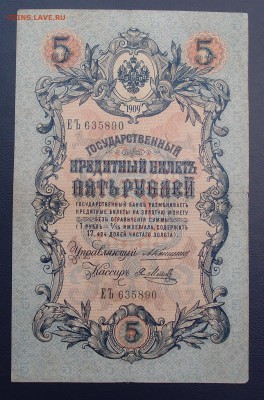 COINS.LAVE.RU
5 5
1909
ЕЪ 635890
ГОСУДАРСТВЕННЫЙ
КРЕДИТНЫЙ БИЛЕТЪ
ПЯТЬ РУБЛЕЙ
ГОСУДАРСТВЕННЫЙ БАНКЪ РАЗМѢНИВАЕТЪ
КРЕДИТНЫЕ БИЛЕТЫ НА ЗОЛОТУЮ МОНЕТУ
БЕЗЪ ОГРАНИЧЕНІЯ СУММЫ
(1 РУБЛЬ = 1/15 ИМПЕРІАЛА, СОДЕРЖИТЪ
17,424 ДОЛЕЙ ЧИСТАГО ЗОЛОТА)
Управляющій
Кассиръ
ЕЪ 635890
5